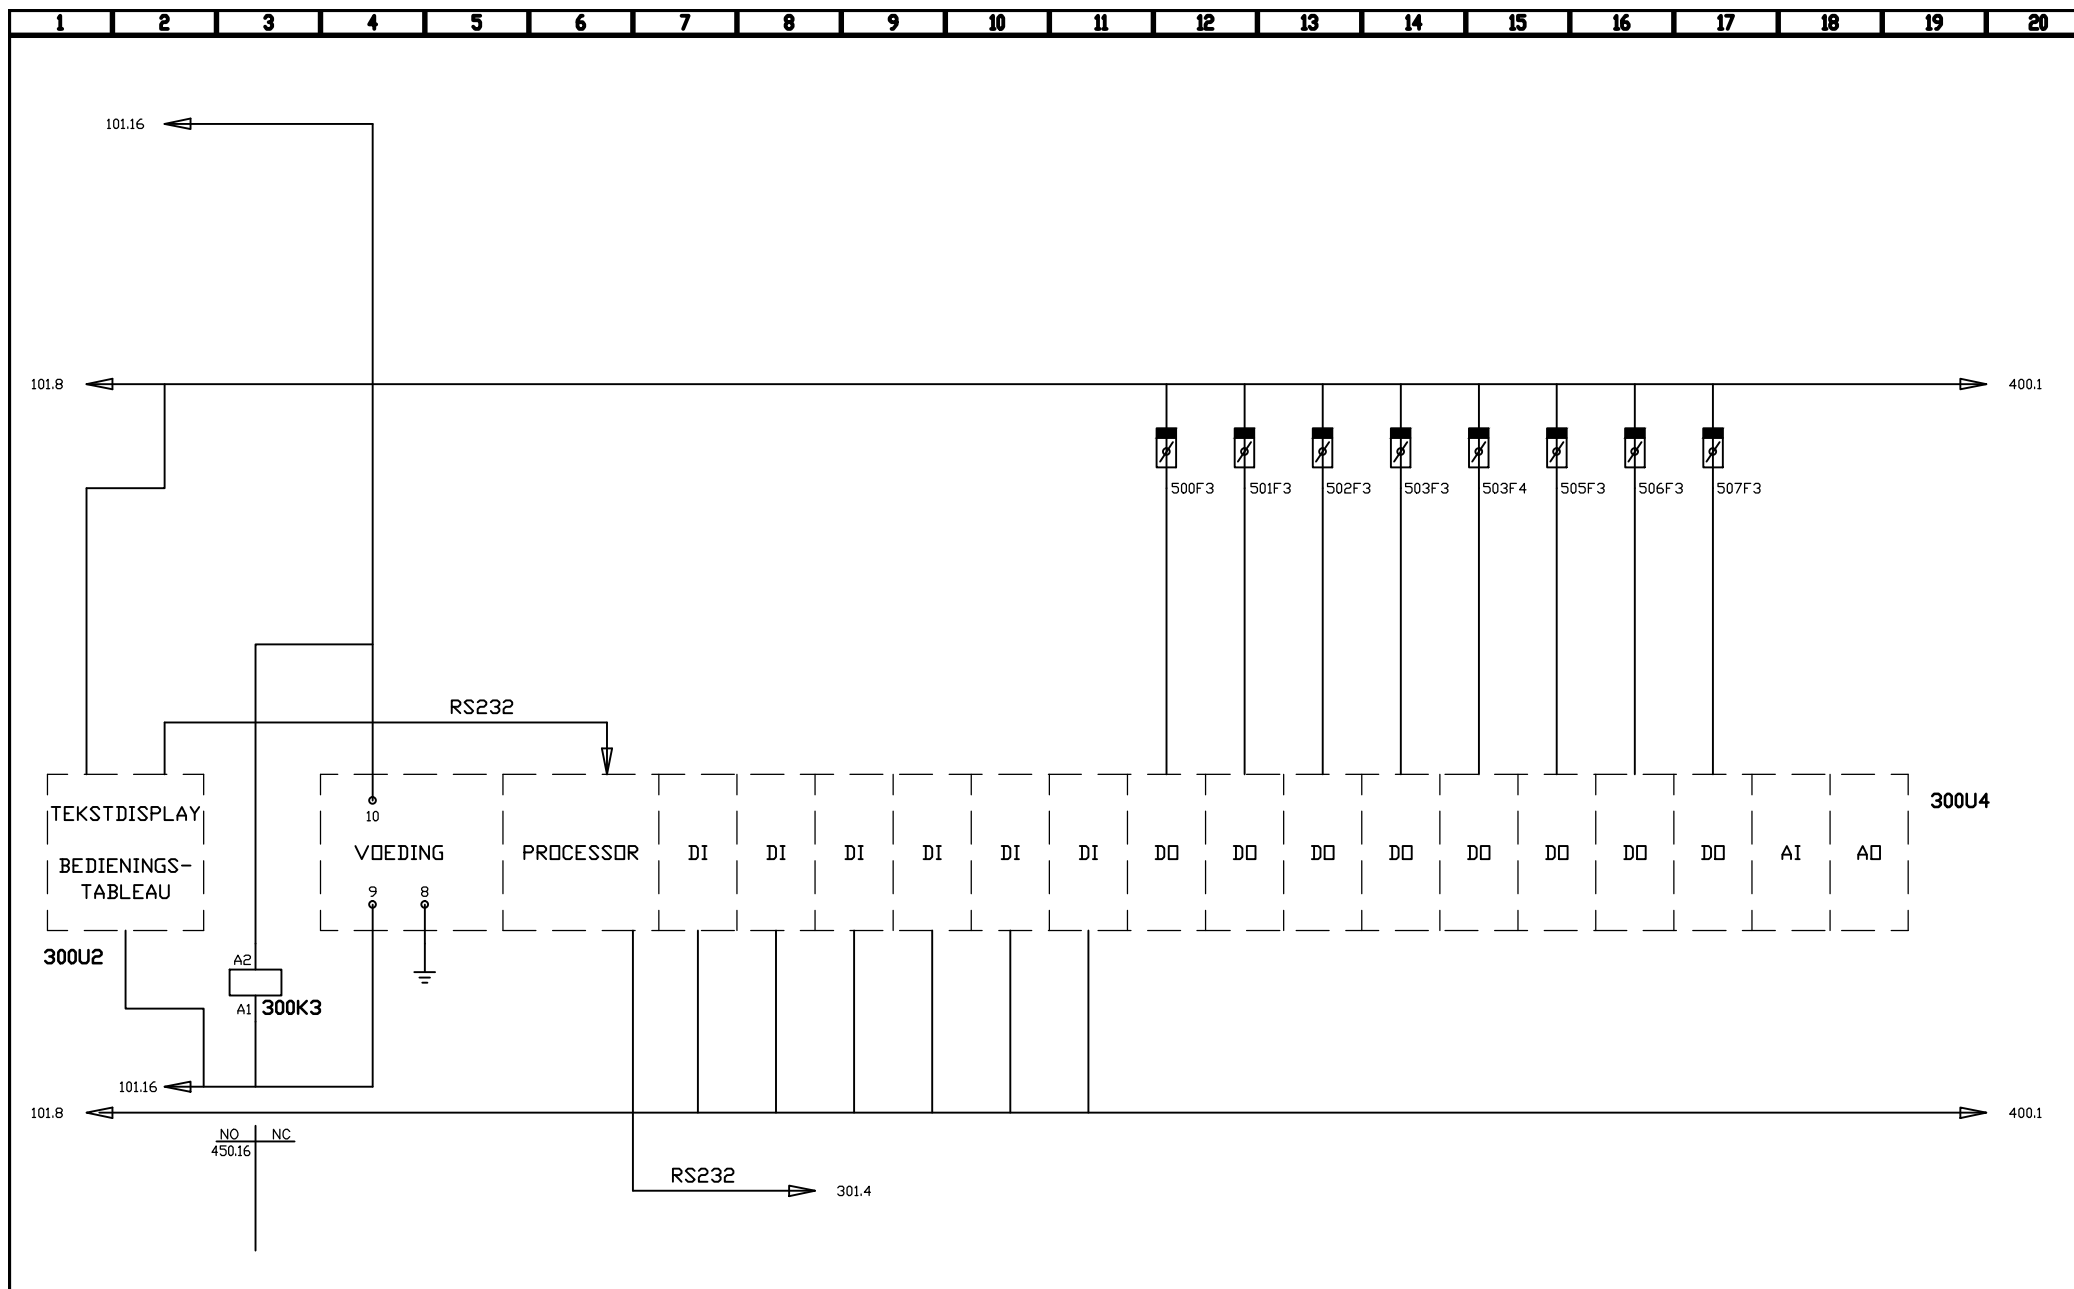 1 2 3 4 5 6 7 8 9 10 11 12 13 14 15 16 17 18 19 20
101.16
101.8
400.1
500F3 501F3 502F3 503F3 503F4 505F3 506F3 507F3
RS232
TEKSTDISPLAY
BEDIENINGS-
TABLEAU
300U2
10
VOEDING
9 8
PROCESSOR
DI DI DI DI DI DI DO DO DO DO DO DO DO DO AI AO
300U4
A2
A1
300K3
101.16
101.8
400.1
NO NC
450.16
RS232
301.4